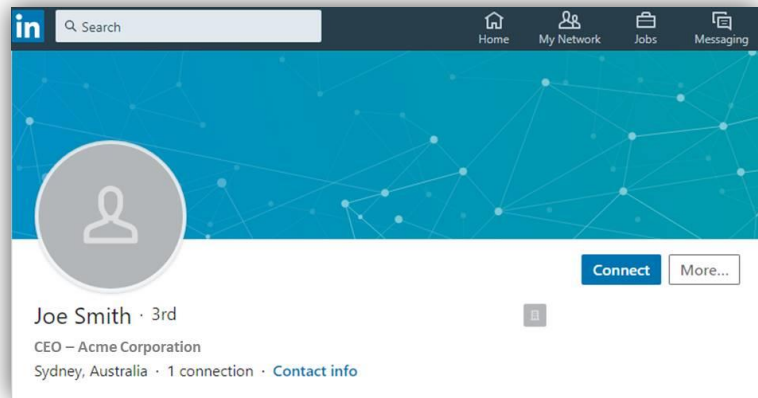 in Search
Home My Network Jobs Messaging
Connect More...
Joe Smith · 3rd
CEO – Acme Corporation
Sydney, Australia · 1 connection · Contact info